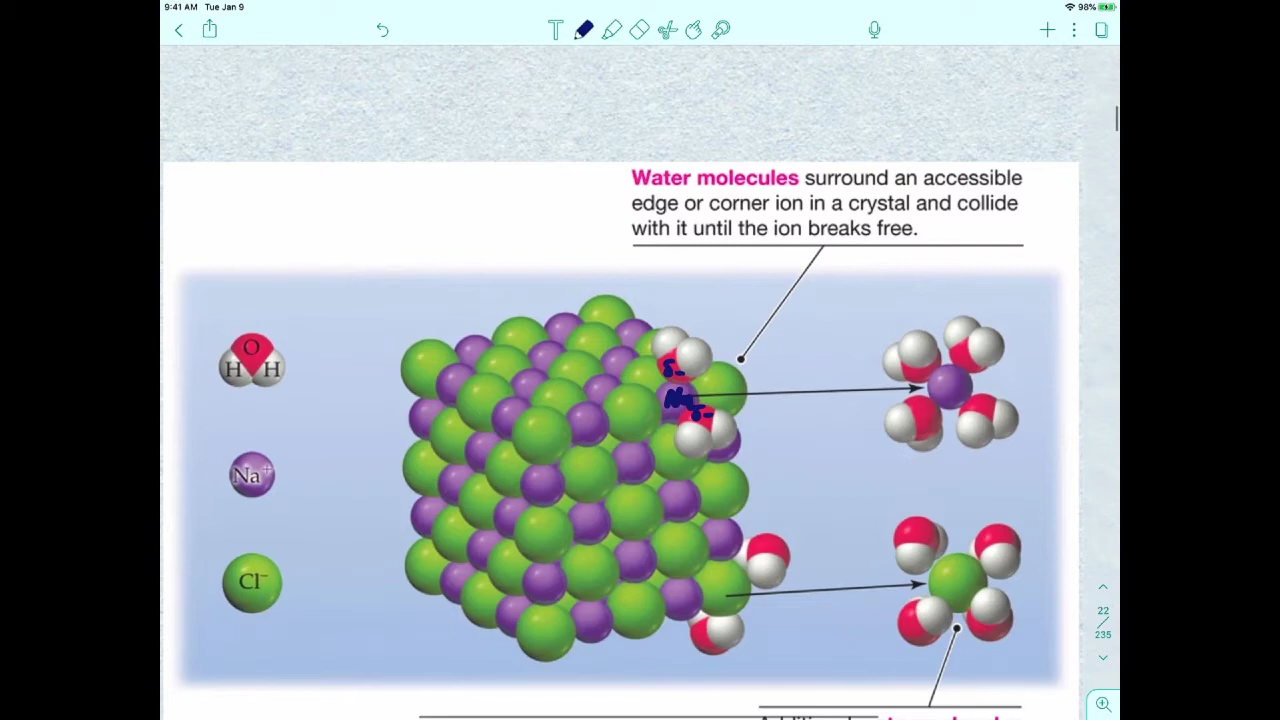 9:41 AM Tue Jan 9
98%
T
Water molecules surround an accessible
edge or corner ion in a crystal and collide
with it until the ion breaks free.
O
H H
δ-
Na
δ-
Na+
Cl−
22
235